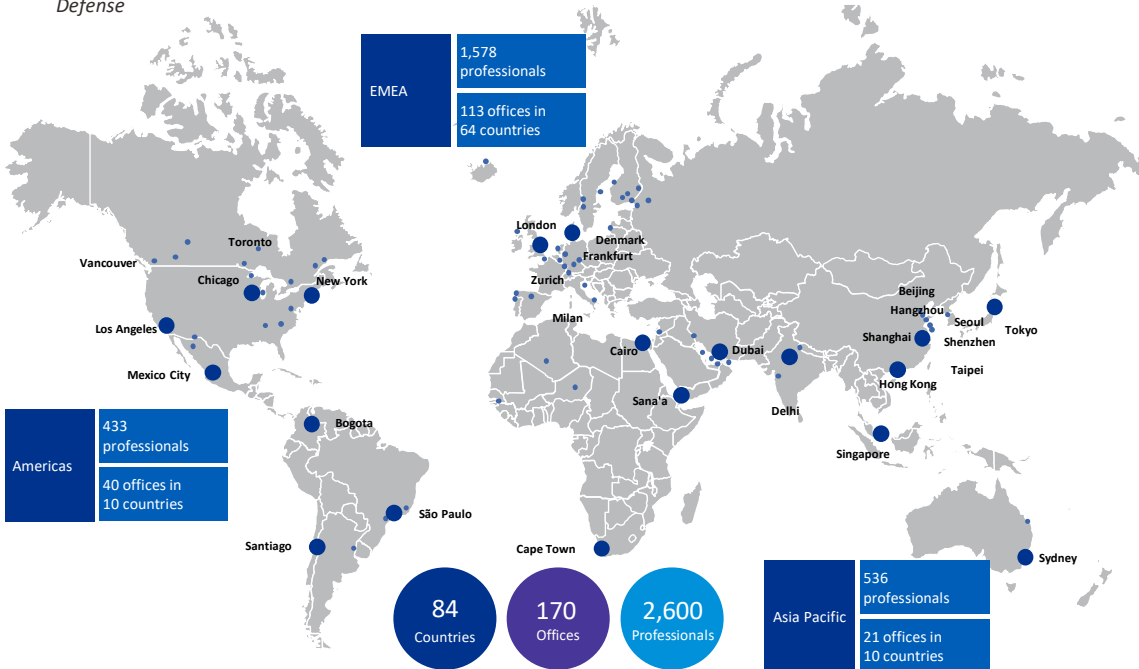 Defense
1,578
professionals
EMEA
113 offices in
64 countries
London
Denmark
Toronto
Frankfurt
Vancouver
Chicago
New York
Zurich
Beijing
Hangzhou
Milan
Los Angeles
Seoul
Tokyo
Shanghai
Shenzhen
Cairo
Dubai
Mexico City
Taipei
Hong Kong
Sana'a
Delhi
433
professionals
Bogota
Americas
Singapore
40 offices in
10 countries
São Paulo
Santiago
Cape Town
Sydney
84
Countries
170
Offices
2,600
Professionals
536
professionals
Asia Pacific
21 offices in
10 countries